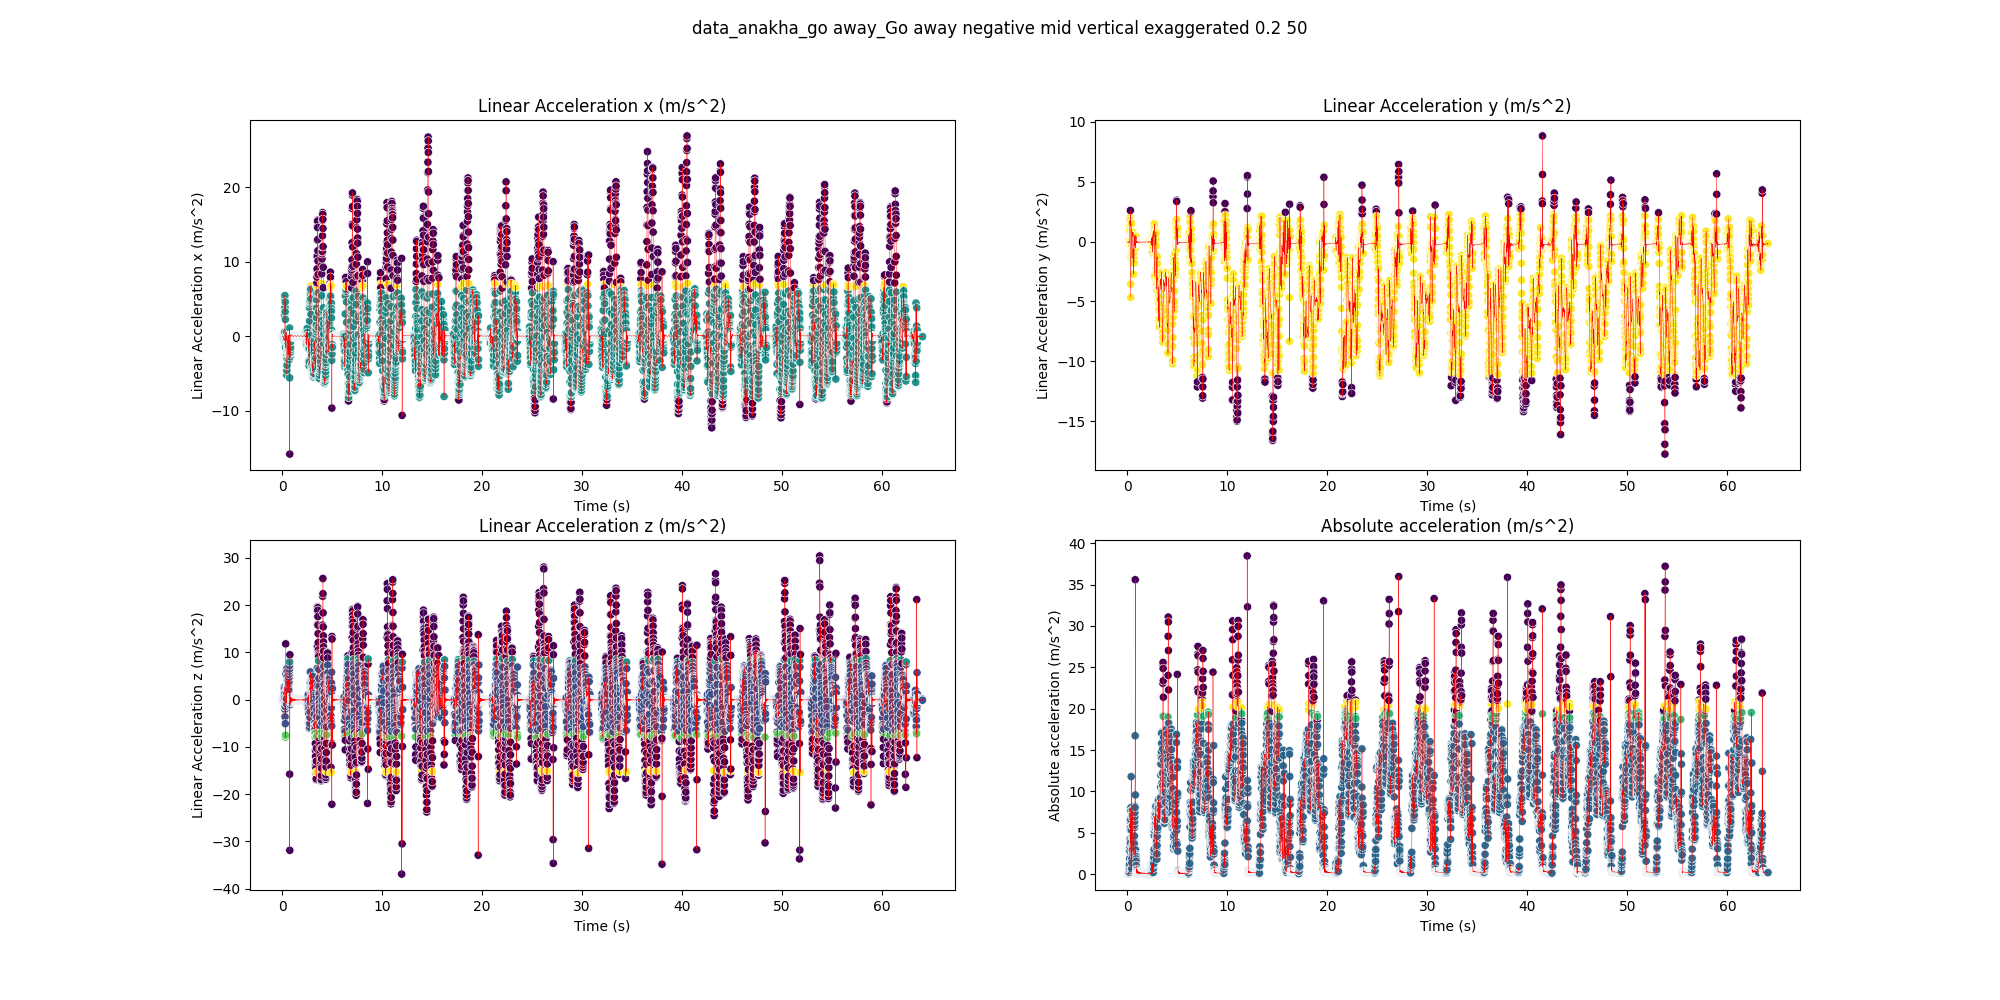 data_anakha_go away_Go away negative mid vertical exaggerated 0.2 50
Linear Acceleration x (m/s^2)
Linear Acceleration x (m/s^2)
20
10
0
−10
0 10 20 30 40 50 60
Time (s)
Linear Acceleration y (m/s^2)
Linear Acceleration y (m/s^2)
10
5
0
−5
−10
−15
0 10 20 30 40 50 60
Time (s)
Linear Acceleration z (m/s^2)
Linear Acceleration z (m/s^2)
30
20
10
0
−10
−20
−30
−40
0 10 20 30 40 50 60
Time (s)
Absolute acceleration (m/s^2)
Absolute acceleration (m/s^2)
40
35
30
25
20
15
10
5
0
0 10 20 30 40 50 60
Time (s)